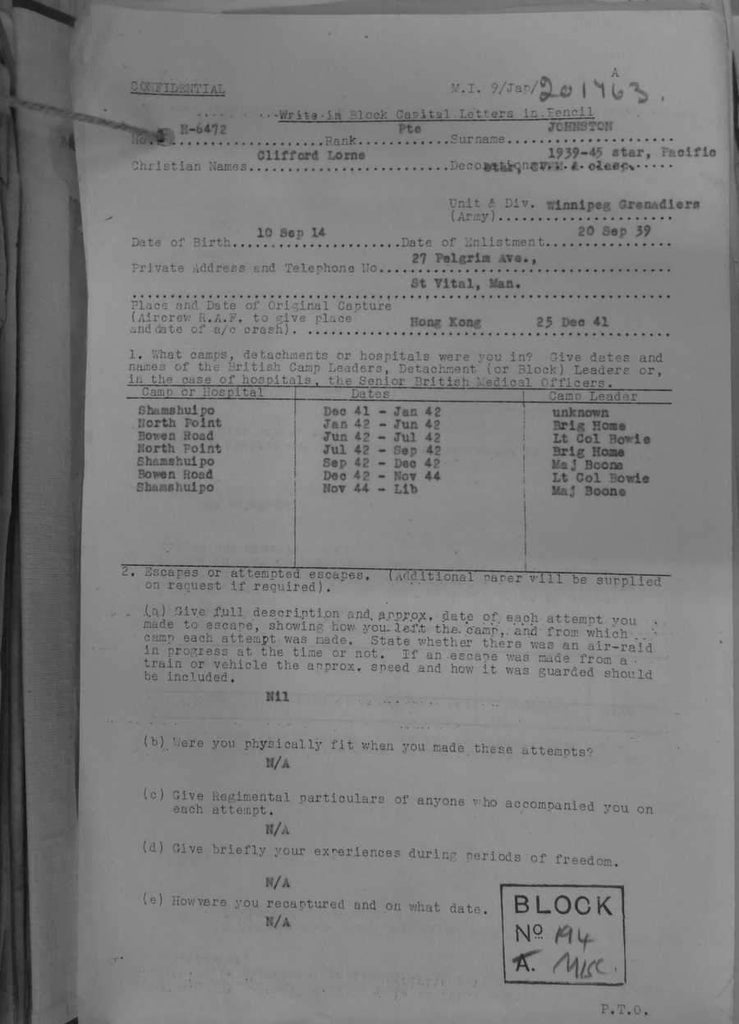 CONFIDENTIAL
M.I. 9/Jap/ A 201963.
Write in Block Capital Letters in Pencil
No. H-6472 Rank Pte Surname JOHNSTON
Christian Names Clifford Lorne Decorations 1939-45 star, Pacific
star, & clasp
Unit & Div. Winnipeg Grenadiers
(Army)
Date of Birth 10 Sep 14 Date of Enlistment 20 Sep 39
Private Address and Telephone No. 27 Pelgrim Ave.,
St Vital, Man.
Place and Date of Original Capture
(Aircrew R.A.F. to give place
and date of a/c crash). Hong Kong 25 Dec 41
1. What camps, detachments or hospitals were you in? Give dates and
names of the British Camp Leaders, Detachment (or Block) Leaders or,
in the case of hospitals, the Senior British Medical Officers.
Camp or Hospital Dates Camp Leader
Shamshuipo Dec 41 - Jan 42 unknown
North Point Jan 42 - Jun 42 Brig Home
Bowen Road Jun 42 - Jul 42 Lt Col Bowie
North Point Jul 42 - Sep 42 Brig Home
Shamshuipo Sep 42 - Dec 42 Maj Boone
Bowen Road Dec 42 - Nov 44 Lt Col Bowie
Shamshuipo Nov 44 - Lib Maj Boone
2. Escapes or attempted escapes. (Additional paper will be supplied
on request if required).
(a) Give full description and approx. date of each attempt you
made to escape, showing how you left the camp, and from which
camp each attempt was made. State whether there was an air-raid
in progress at the time or not. If an escape was made from a
train or vehicle the approx. speed and how it was guarded should
be included.
Nil
(b) Were you physically fit when you made these attempts?
N/A
(c) Give Regimental particulars of anyone who accompanied you on
each attempt.
N/A
(d) Give briefly your experiences during periods of freedom.
N/A
(e) How were you recaptured and on what date.
N/A
BLOCK
No 194
A. MISC.
P.T.O.